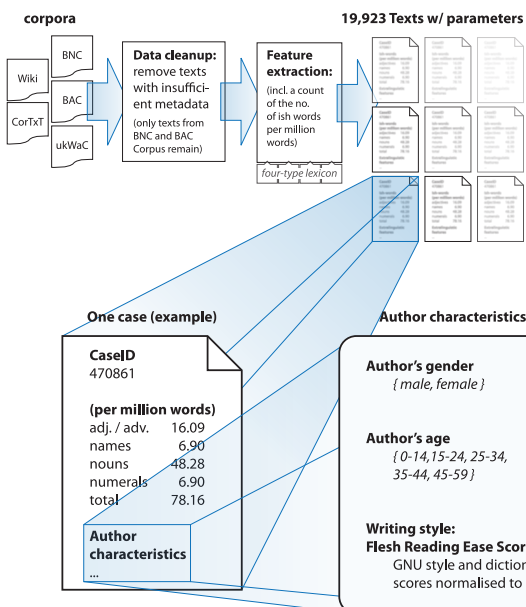 corpora
19,923 Texts w/ parameters
BNC
Wiki
BAC
CorTxT
ukWaC
Data cleanup:
remove texts
with insuffici-
ent metadata
(only texts from
BNC and BAC
Corpus remain)
Feature
extraction:
(incl. a count
of the no.
of ish words
per million
words)
four-type lexicon
One case (example)
CaseID
470861
(per million words)
adj. / adv. 16.09
names 6.90
nouns 48.28
numerals 6.90
total 78.16
Author
characteristics
...
Author characteristics
Author's gender
{ male, female }
Author's age
{ 0-14,15-24, 25-34,
35-44, 45-59 }
Writing style:
Flesh Reading Ease Scor
GNU style and diction
scores normalised to